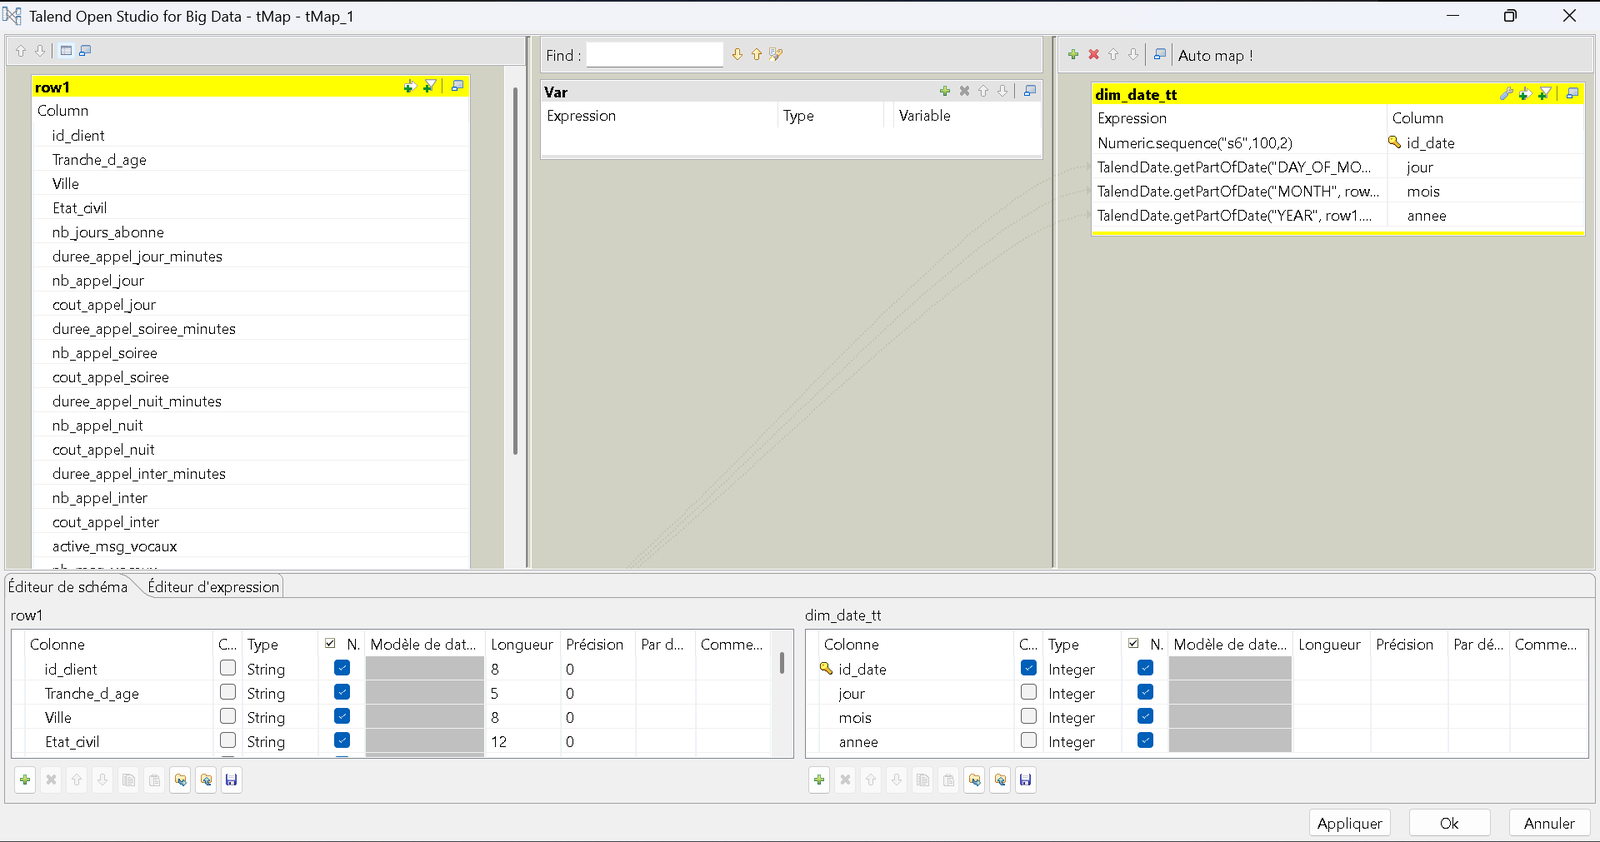 Talend Open Studio for Big Data - tMap - tMap_1
row1
Column
id_client
Tranche_d_age
Ville
Etat_civil
nb_jours_abonne
duree_appel_jour_minutes
nb_appel_jour
cout_appel_jour
duree_appel_soiree_minutes
nb_appel_soiree
cout_appel_soiree
duree_appel_nuit_minutes
nb_appel_nuit
cout_appel_nuit
duree_appel_inter_minutes
nb_appel_inter
cout_appel_inter
active_msg_vocaux
Find :
Var
Expression Type Variable
Auto map !
dim_date_tt
Expression Column
Numeric.sequence("s6",100,2) id_date
TalendDate.getPartOfDate("DAY_OF_MO... jour
TalendDate.getPartOfDate("MONTH", row... mois
TalendDate.getPartOfDate("YEAR", row1.... annee
Éditeur de schéma Éditeur d'expression
row1
Colonne C... Type N. Modèle de dat... Longueur Précision Par d... Comme...
id_client String 8 0
Tranche_d_age String 5 0
Ville String 8 0
Etat_civil String 12 0
dim_date_tt
Colonne C... Type N. Modèle de date... Longueur Précision Par dé... Comme...
id_date Integer
jour Integer
mois Integer
annee Integer
Appliquer Ok Annuler